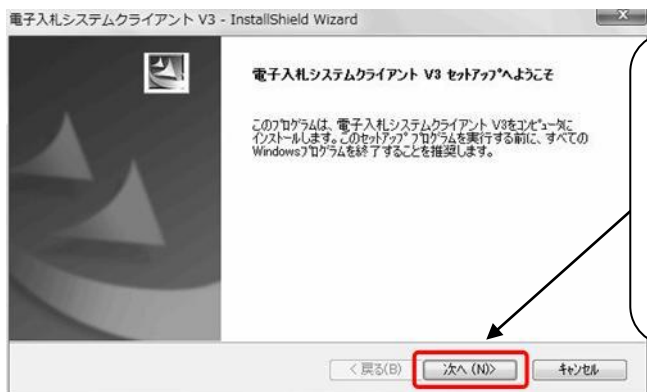 電子入札システムクライアント V3 - InstallShield Wizard
電子入札システムクライアント V3 セットアップへようこそ
このプログラムは、電子入札システムクライアント V3をコンピュータに
インストールします。このセットアップ プログラムを実行する前に、すべての
Windowsプログラムを終了することを推奨します。
< 戻る(B)
次へ (N)>
キャンセル